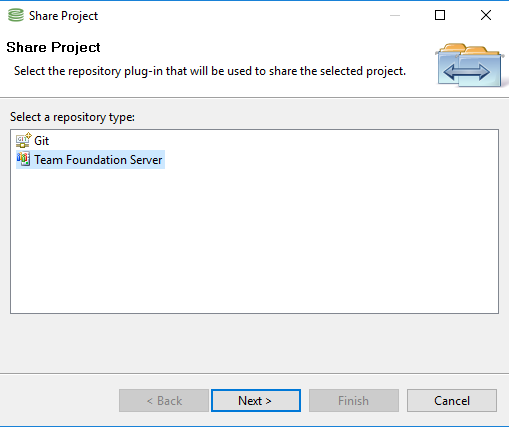 Share Project
Share Project
Select the repository plug-in that will be used to share the selected project.
Select a repository type:
Git
Team Foundation Server
< Back
Next >
Finish
Cancel